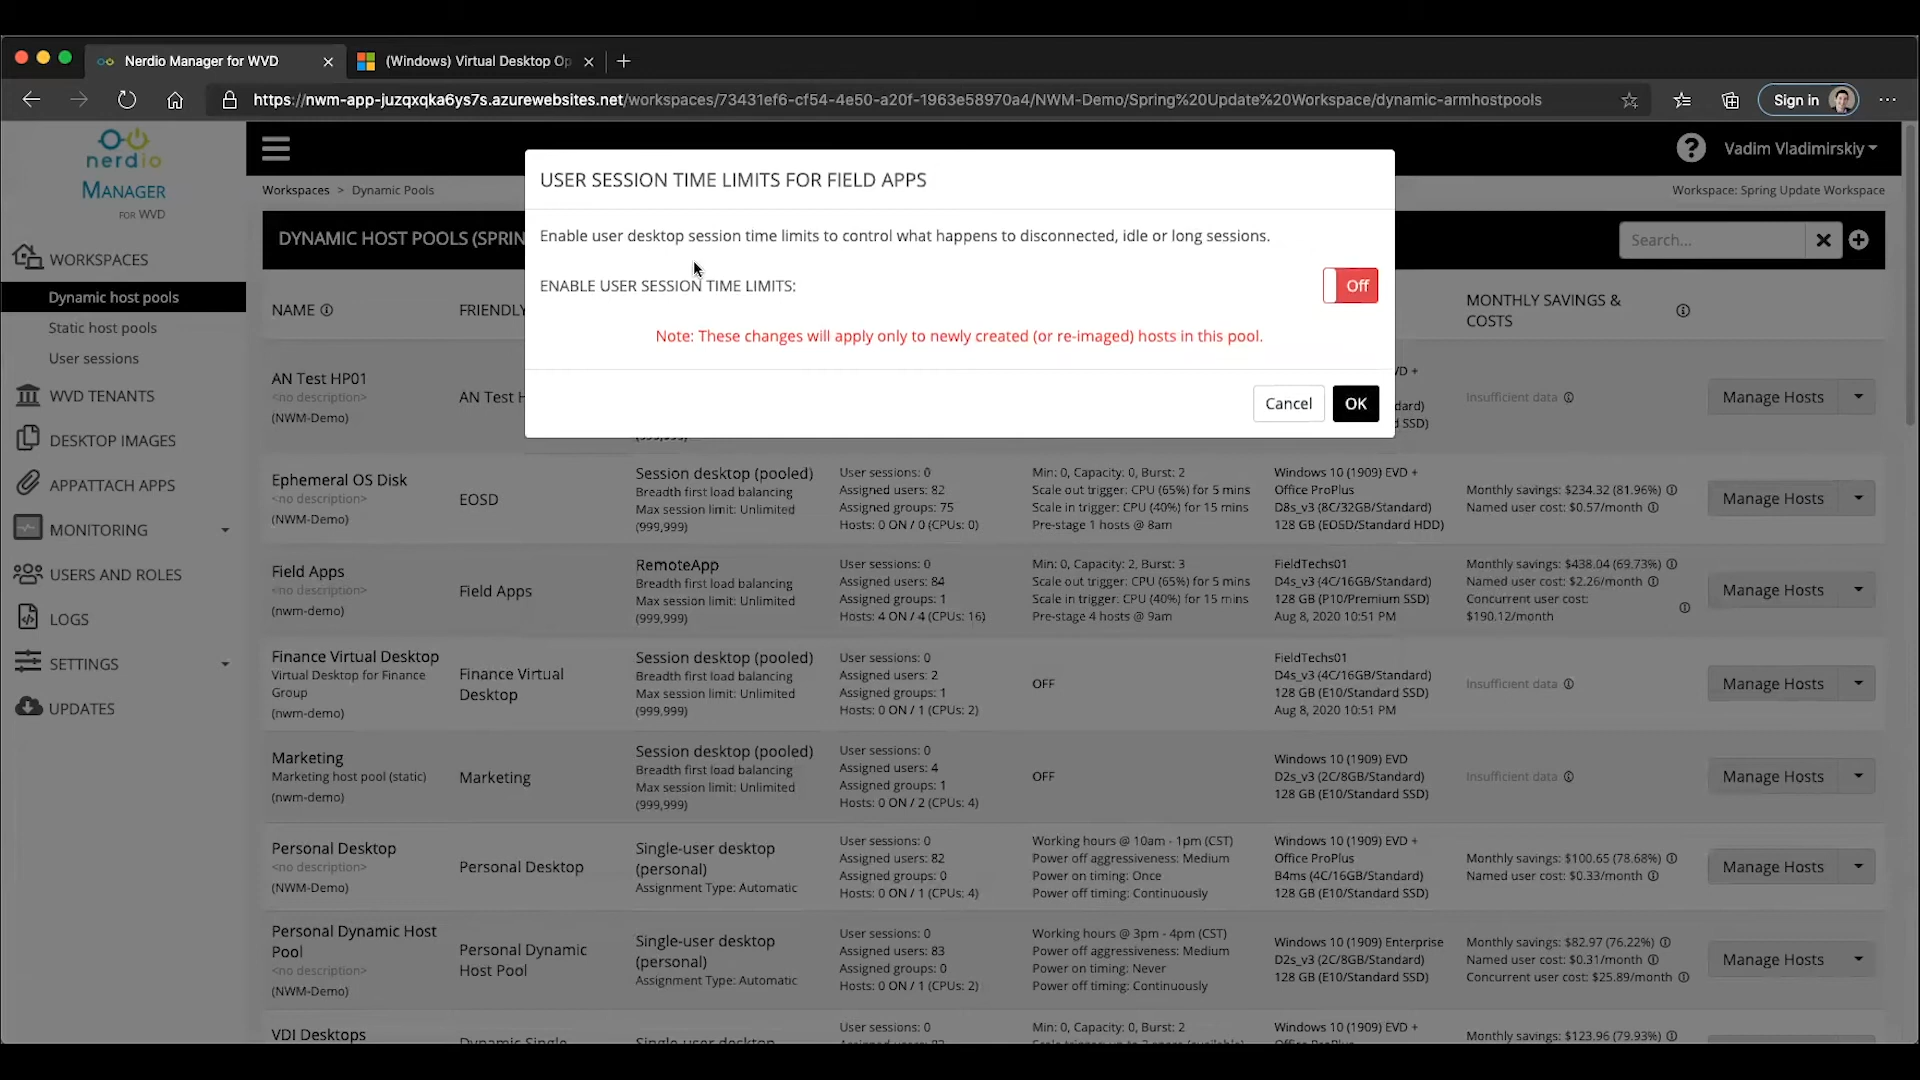 Nerdio Manager for WVD
(Windows) Virtual Desktop Op
https://nwm-app-juzqxqka6ys7s.azurewebsites.net/workspaces/73431ef6-cf54-4e50-a20f-1963e58970a4/NWM-Demo/Spring%20Update%20Workspace/dynamic-armhostpools
Sign in
nerdio
MANAGER
FOR WVD
Vadim Vladimirskiy
Workspaces > Dynamic Pools
Workspace: Spring Update Workspace
WORKSPACES
Dynamic host pools
Static host pools
User sessions
WVD TENANTS
DESKTOP IMAGES
APPATTACH APPS
MONITORING
USERS AND ROLES
LOGS
SETTINGS
UPDATES
USER SESSION TIME LIMITS FOR FIELD APPS
Enable user desktop session time limits to control what happens to disconnected, idle or long sessions.
ENABLE USER SESSION TIME LIMITS:
Off
Note: These changes will apply only to newly created (or re-imaged) hosts in this pool.
Cancel
OK
DYNAMIC HOST POOLS (SPRIN
Search...
NAME
FRIENDLY
MONTHLY SAVINGS &
COSTS
AN Test HP01
<no description>
(NWM-Demo)
AN Test H
(999,999)
VD +
dard)
SSD)
Insufficient data
Manage Hosts
Ephemeral OS Disk
<no description>
(NWM-Demo)
EOSD
Session desktop (pooled)
Breadth first load balancing
Max session limit: Unlimited
(999,999)
User sessions: 0
Assigned users: 82
Assigned groups: 75
Hosts: 0 ON / 0 (CPUs: 0)
Min: 0, Capacity: 0, Burst: 2
Scale out trigger: CPU (65%) for 5 mins
Scale in trigger: CPU (40%) for 15 mins
Pre-stage 1 hosts @ 8am
Windows 10 (1909) EVD +
Office ProPlus
D8s_v3 (8C/32GB/Standard)
128 GB (EOSD/Standard HDD)
Monthly savings: $234.32 (81.96%)
Named user cost: $0.57/month
Manage Hosts
Field Apps
<no description>
(nwm-demo)
Field Apps
RemoteApp
Breadth first load balancing
Max session limit: Unlimited
(999,999)
User sessions: 0
Assigned users: 84
Assigned groups: 1
Hosts: 4 ON / 4 (CPUs: 16)
Min: 0, Capacity: 2, Burst: 3
Scale out trigger: CPU (65%) for 5 mins
Scale in trigger: CPU (40%) for 15 mins
Pre-stage 4 hosts @ 9am
FieldTechs01
D4s_v3 (4C/16GB/Standard)
128 GB (P10/Premium SSD)
Aug 8, 2020 10:51 PM
Monthly savings: $438.04 (69.73%)
Named user cost: $2.26/month
Concurrent user cost:
$190.12/month
Manage Hosts
Finance Virtual Desktop
Virtual Desktop for Finance
Group
(nwm-demo)
Finance Virtual
Desktop
Session desktop (pooled)
Breadth first load balancing
Max session limit: Unlimited
(999,999)
User sessions: 0
Assigned users: 2
Assigned groups: 1
Hosts: 0 ON / 1 (CPUs: 2)
OFF
FieldTechs01
D4s_v3 (4C/16GB/Standard)
128 GB (E10/Standard SSD)
Aug 8, 2020 10:51 PM
Insufficient data
Manage Hosts
Marketing
Marketing host pool (static)
(nwm-demo)
Marketing
Session desktop (pooled)
Breadth first load balancing
Max session limit: Unlimited
(999,999)
User sessions: 0
Assigned users: 4
Assigned groups: 1
Hosts: 0 ON / 2 (CPUs: 4)
OFF
Windows 10 (1909) EVD
D2s_v3 (2C/8GB/Standard)
128 GB (E10/Standard SSD)
Insufficient data
Manage Hosts
Personal Desktop
<no description>
(NWM-Demo)
Personal Desktop
Single-user desktop
(personal)
Assignment Type: Automatic
User sessions: 0
Assigned users: 82
Assigned groups: 0
Hosts: 0 ON / 1 (CPUs: 4)
Working hours @ 10am - 1pm (CST)
Power off aggressiveness: Medium
Power on timing: Once
Power off timing: Continuously
Windows 10 (1909) EVD +
Office ProPlus
B4ms (4C/16GB/Standard)
128 GB (E10/Standard SSD)
Monthly savings: $100.65 (78.68%)
Named user cost: $0.33/month
Manage Hosts
Personal Dynamic Host
Pool
<no description>
(NWM-Demo)
Personal Dynamic
Host Pool
Single-user desktop
(personal)
Assignment Type: Automatic
User sessions: 0
Assigned users: 83
Assigned groups: 0
Hosts: 0 ON / 1 (CPUs: 2)
Working hours @ 3pm - 4pm (CST)
Power off aggressiveness: Medium
Power on timing: Never
Power off timing: Continuously
Windows 10 (1909) Enterprise
D2s_v3 (2C/8GB/Standard)
128 GB (E10/Standard SSD)
Monthly savings: $82.97 (76.22%)
Named user cost: $0.31/month
Concurrent user cost: $25.89/month
Manage Hosts
VDI Desktops
User sessions: 0
Min: 0, Capacity: 0, Burst: 2
Windows 10 (1909) EVD +
Monthly savings: $123.96 (79.93%)